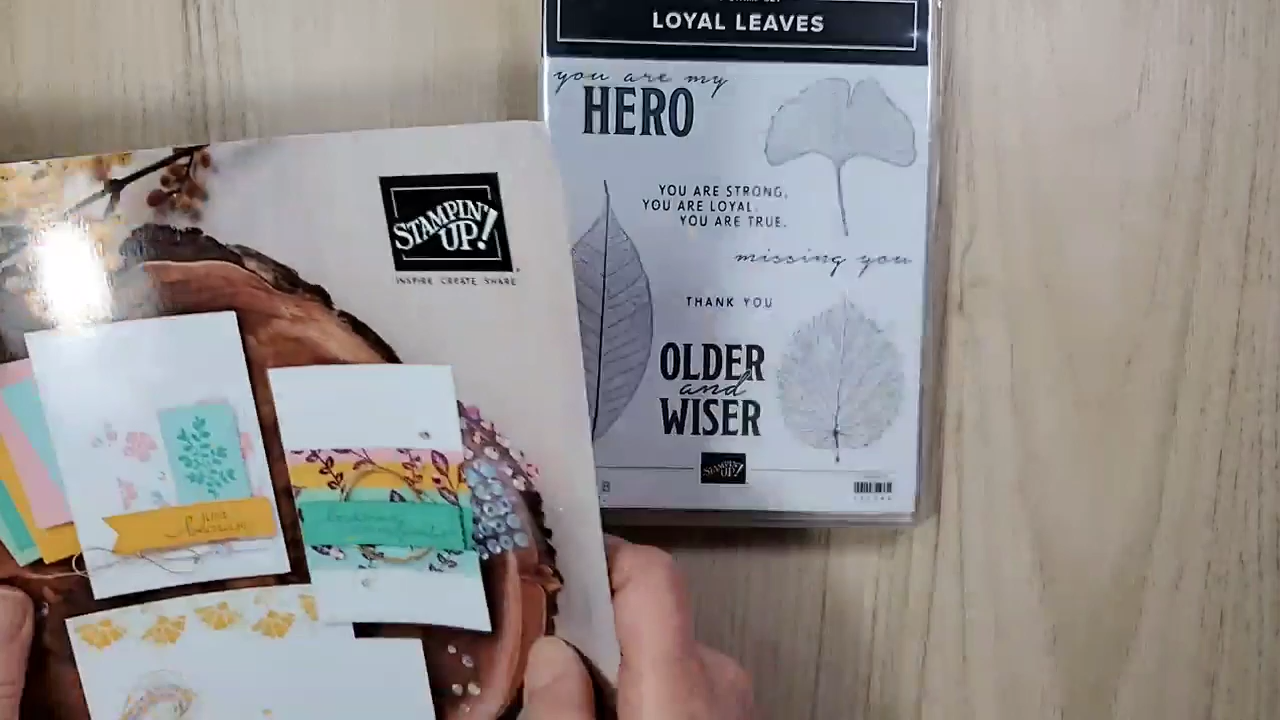 LOYAL LEAVES
you are my
HERO
YOU ARE STRONG,
YOU ARE LOYAL.
YOU ARE TRUE.
missing you
THANK YOU
OLDER
and
WISER
STAMPIN'
UP!
STAMPIN'
UP!
INSPIRE CREATE SHARE